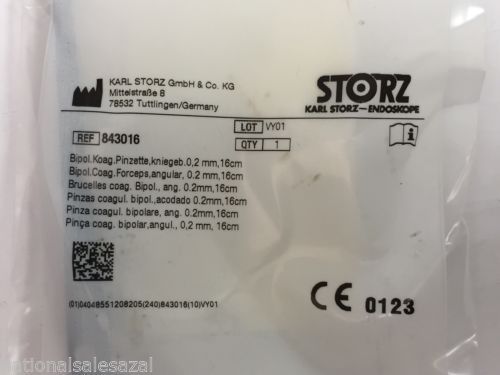 KARL STORZ GmbH & Co. KG
Mittelstraße 8
78532 Tuttlingen/Germany
STORZ
KARL STORZ–ENDOSKOPE
LOT VY01
REF 843016
QTY 1
Bipol.Koag.Pinzette,kniegeb.0,2 mm,16cm
Bipol.Coag.Forceps,angular, 0.2 mm,16cm
Brucelles coag. Bipol., ang. 0.2mm,16cm
Pinzas coagul. bipol.,acodado 0.2mm,16cm
Pinza coagul. bipolare, ang. 0.2mm,16cm
Pinça coag. bipolar,angul., 0,2 mm, 16cm
(01)04048551208205(240)843016(10)VY01
CE 0123
ntionalsalesazal